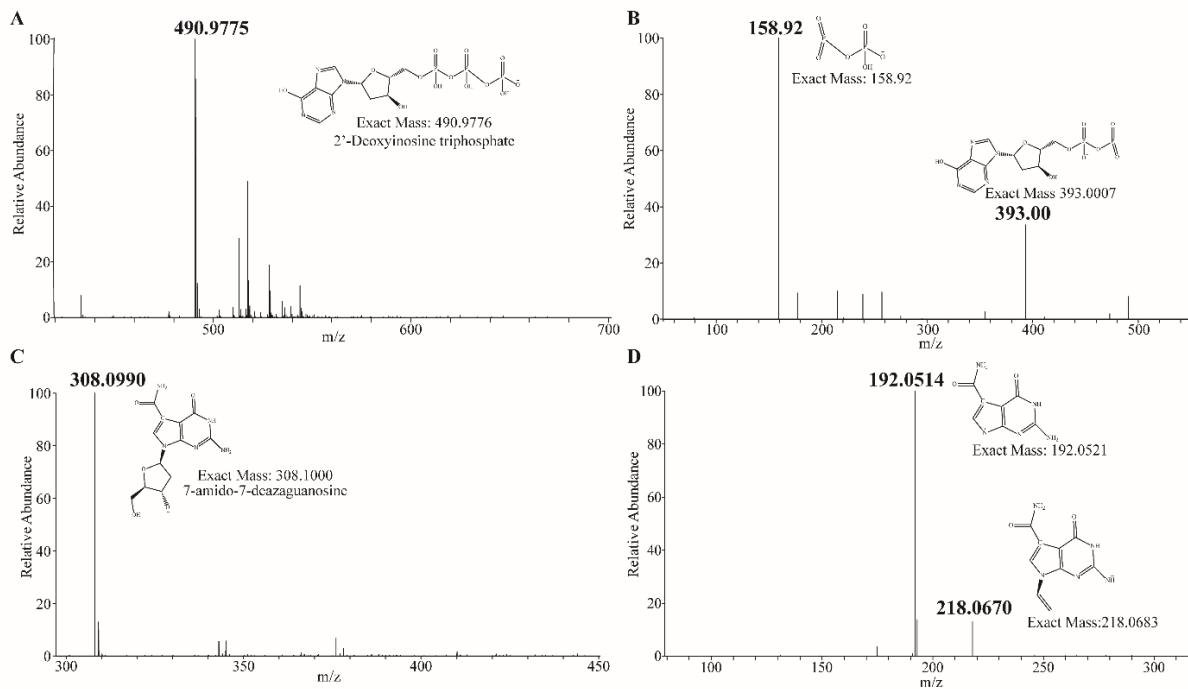 A
490.9775
Relative Abundance
100
80
60
40
20
0
500
600
700
m/z
Exact Mass: 490.9776
2'-Deoxyinosine triphosphate
B
158.92
Exact Mass: 158.92
Relative Abundance
100
80
60
40
20
0
Exact Mass 393.0007
393.00
100
200
300
400
500
m/z
C
308.0990
Relative Abundance
100
80
60
40
20
0
Exact Mass: 308.1000
7-amido-7-deazaguanosine
300
350
400
450
m/z
D
192.0514
Relative Abundance
100
80
60
40
20
0
Exact Mass: 192.0521
218.0670
Exact Mass:218.0683
100
150
200
250
300
m/z